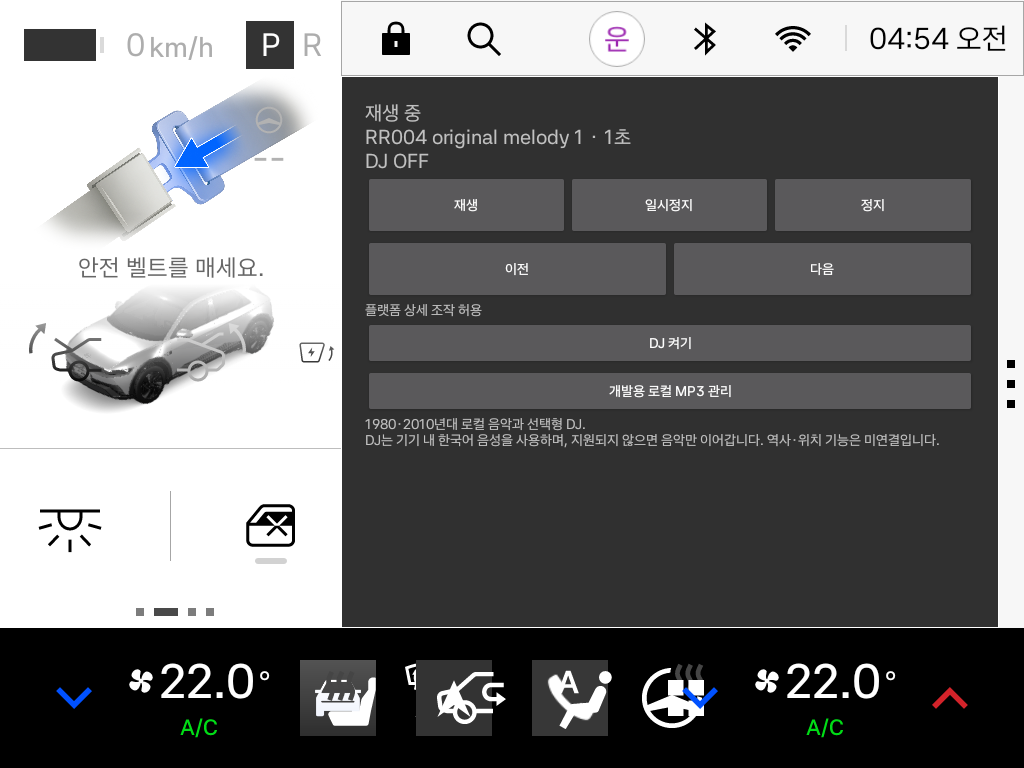 0 km/h P R
운 04:54 오전
안전 벨트를 매세요.
재생 중
RR004 original melody 1 · 1초
DJ OFF
재생 일시정지 정지
이전 다음
플랫폼 상세 조작 허용
DJ 켜기
개발용 로컬 MP3 관리
1980·2010년대 로컬 음악과 선택형 DJ.
DJ는 기기 내 한국어 음성을 사용하며, 지원되지 않으면 음악만 이어갑니다. 역사·위치 기능은 미연결입니다.
22.0° A 22.0°
A/C A/C